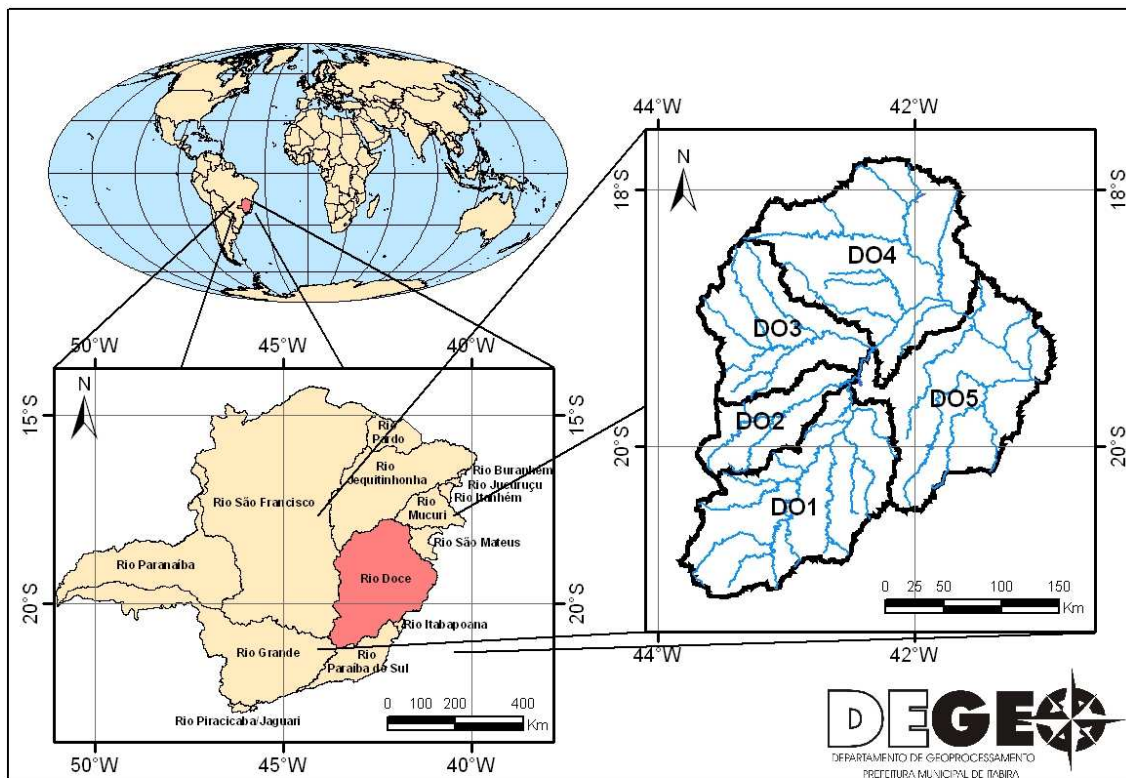 44°W
42°W
N
18°S
18°S
DO4
DO3
DO5
DO2
20°S
20°S
DO1
0 25 50 100 150
Km
44°W
42°W
50°W
45°W
40°W
N
15°S
15°S
Rio
Pardo
Rio
Jequitinhonha
Rio Buranhém
Rio Jucuruçu
Rio Itanhém
Rio São Francisco
Rio
Mucuri
Rio São Mateus
Rio Paranaíba
Rio Doce
20°S
20°S
Rio Itabapoana
Rio Grande
Rio
Paraíba do Sul
0 100 200 400
Km
Rio Piracicaba/Jaguari
50°W
45°W
40°W
DEGEO
DEPARTAMENTO DE GEOPROCESSAMENTO
PREFEITURA MUNICIPAL DE ITABIRA